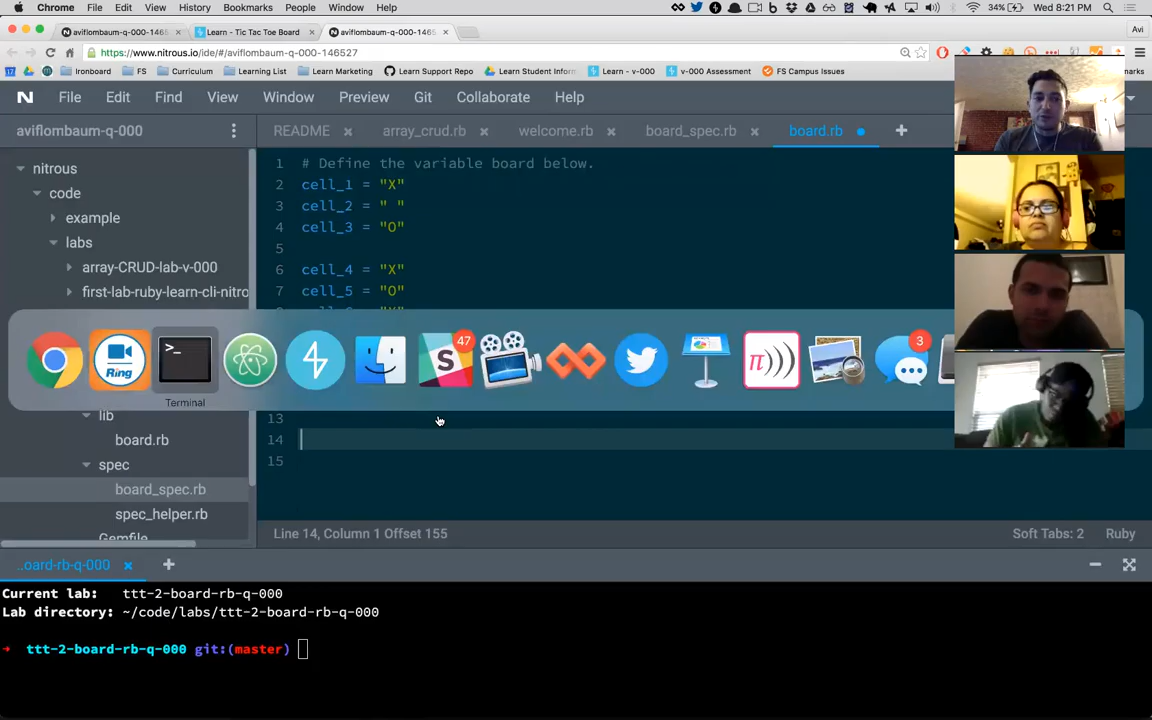 Chrome File Edit View History Bookmarks People Window Help 34% Wed 8:21 PM
aviflombaum-q-000-146 Learn - Tic Tac Toe Board aviflombaum-q-000-146 Avi
https://www.nitrous.io/ide/#/aviflombaum-q-000-146527
Ironboard FS Curriculum Learning List Learn Marketing Learn Support Repo Learn Student Infor Learn - v-000 v-000 Assessment FS Campus Issues marks
N File Edit Find View Window Preview Git Collaborate Help
aviflombaum-q-000
README array_crud.rb welcome.rb board_spec.rb board.rb
nitrous
code
example
labs
array-CRUD-lab-v-000
first-lab-ruby-learn-cli-nitro
1 # Define the variable board below.
2 cell_1 = "X"
3 cell_2 = " "
4 cell_3 = "O"
5
6 cell_4 = "X"
7 cell_5 = "O"
Ring
>_
47
3
Terminal
lib
board.rb
spec
board_spec.rb
spec_helper.rb
Gemfile
13
14
15
Line 14, Column 1 Offset 155 Soft Tabs: 2 Ruby
..oard-rb-q-000
Current lab: ttt-2-board-rb-q-000
Lab directory: ~/code/labs/ttt-2-board-rb-q-000
ttt-2-board-rb-q-000 git:(master)